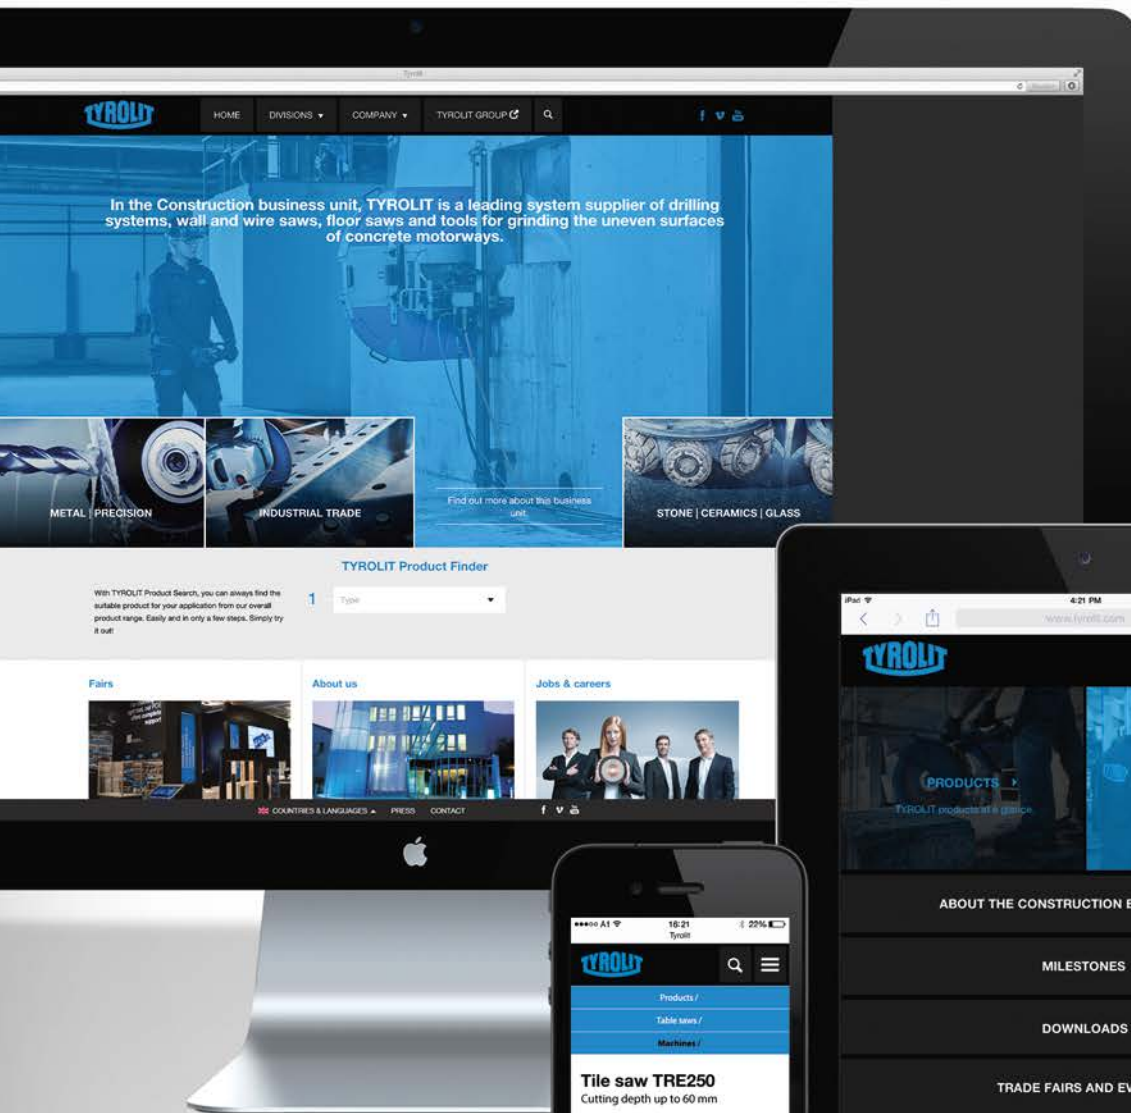 Tyrolit
TYROLIT
HOME
DIVISIONS
COMPANY
TYROLIT GROUP
In the Construction business unit, TYROLIT is a leading system supplier of drilling
systems, wall and wire saws, floor saws and tools for grinding the uneven surfaces
of concrete motorways.
METAL | PRECISION
INDUSTRIAL TRADE
Find out more about this business
unit.
STONE | CERAMICS | GLASS
TYROLIT Product Finder
With TYROLIT Product Search, you can always find the
suitable product for your application from our overall
product range. Easily and in only a few steps. Simply try
it out!
1
Type
Fairs
About us
Jobs & careers
COUNTRIES & LANGUAGES
PRESS
CONTACT
iPad
4:21 PM
www.tyrolit.com
TYROLIT
PRODUCTS
TYROLIT products at a glance.
ABOUT THE CONSTRUCTION
MILESTONES
DOWNLOADS
TRADE FAIRS AND EV
A1
16:21
22%
Tyrolit
TYROLIT
Products /
Table saws /
Machines /
Tile saw TRE250
Cutting depth up to 60 mm